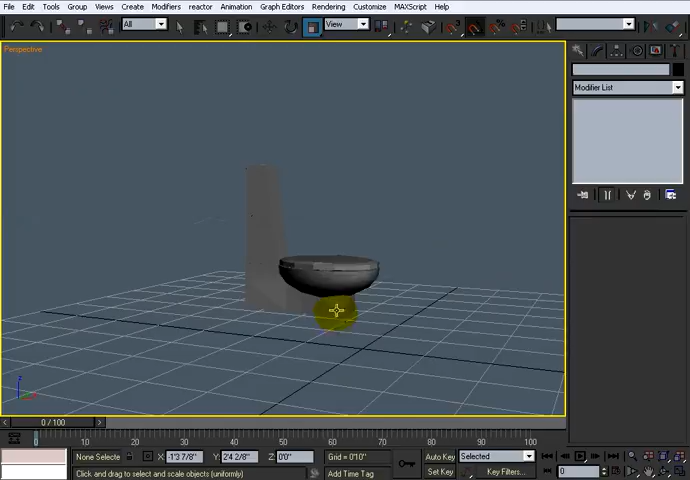 File Edit Tools Group Views Create Modifiers reactor Animation Graph Editors Rendering Customize MAXScript Help
All
View
Perspective
Modifier List
0 / 100
0 10 20 30 40 50 60 70 80 90 100
None Selecte X: -1'3 7/8" Y: 2'4 2/8" Z: 0'0" Grid = 0'10" Auto Key Selected
Click and drag to select and scale objects (uniformly) Add Time Tag Set Key Key Filters... 0